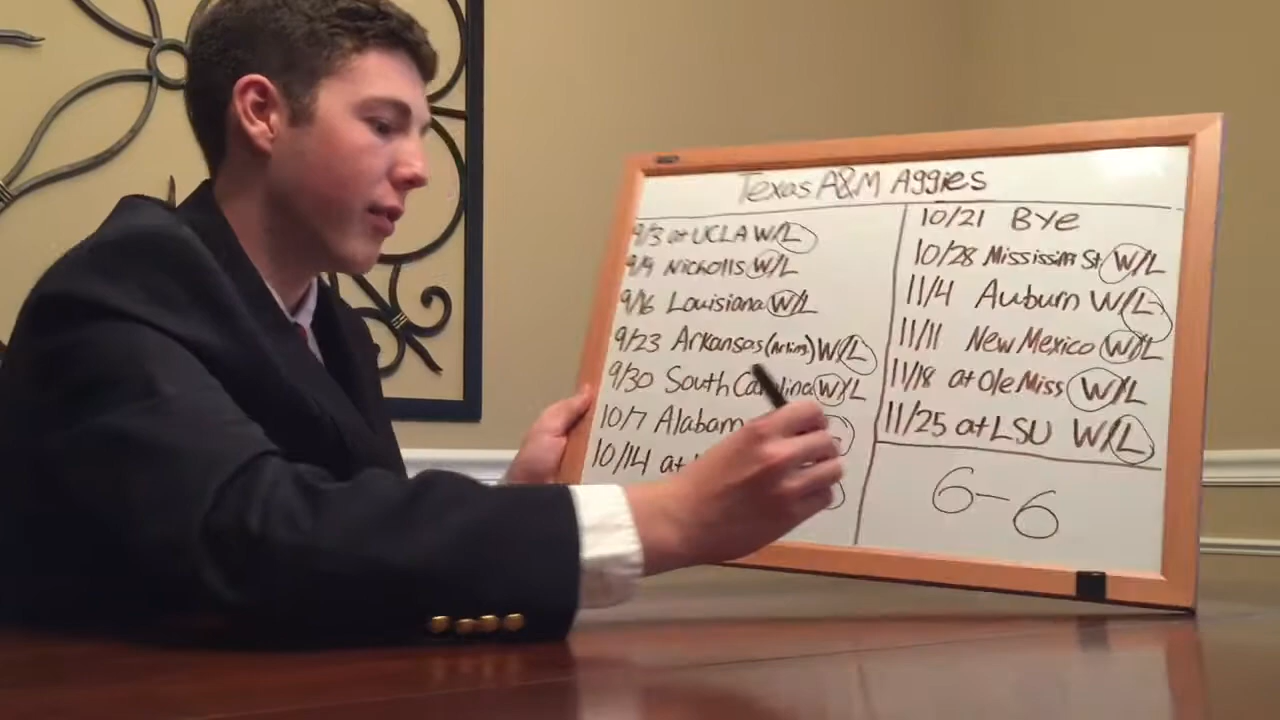 Texas A&M Aggies
9/3 at UCLA W/L
9/9 Nicholls W/L
9/16 Louisiana W/L
9/23 Arkansas (Arling.) W/L
9/30 South Carolina W/L
10/7 Alabam
10/14 at
10/21 Bye
10/28 Mississippi St W/L
11/4 Auburn W/L
11/11 New Mexico W/L
11/18 at Ole Miss W/L
11/25 at LSU W/L
6-6